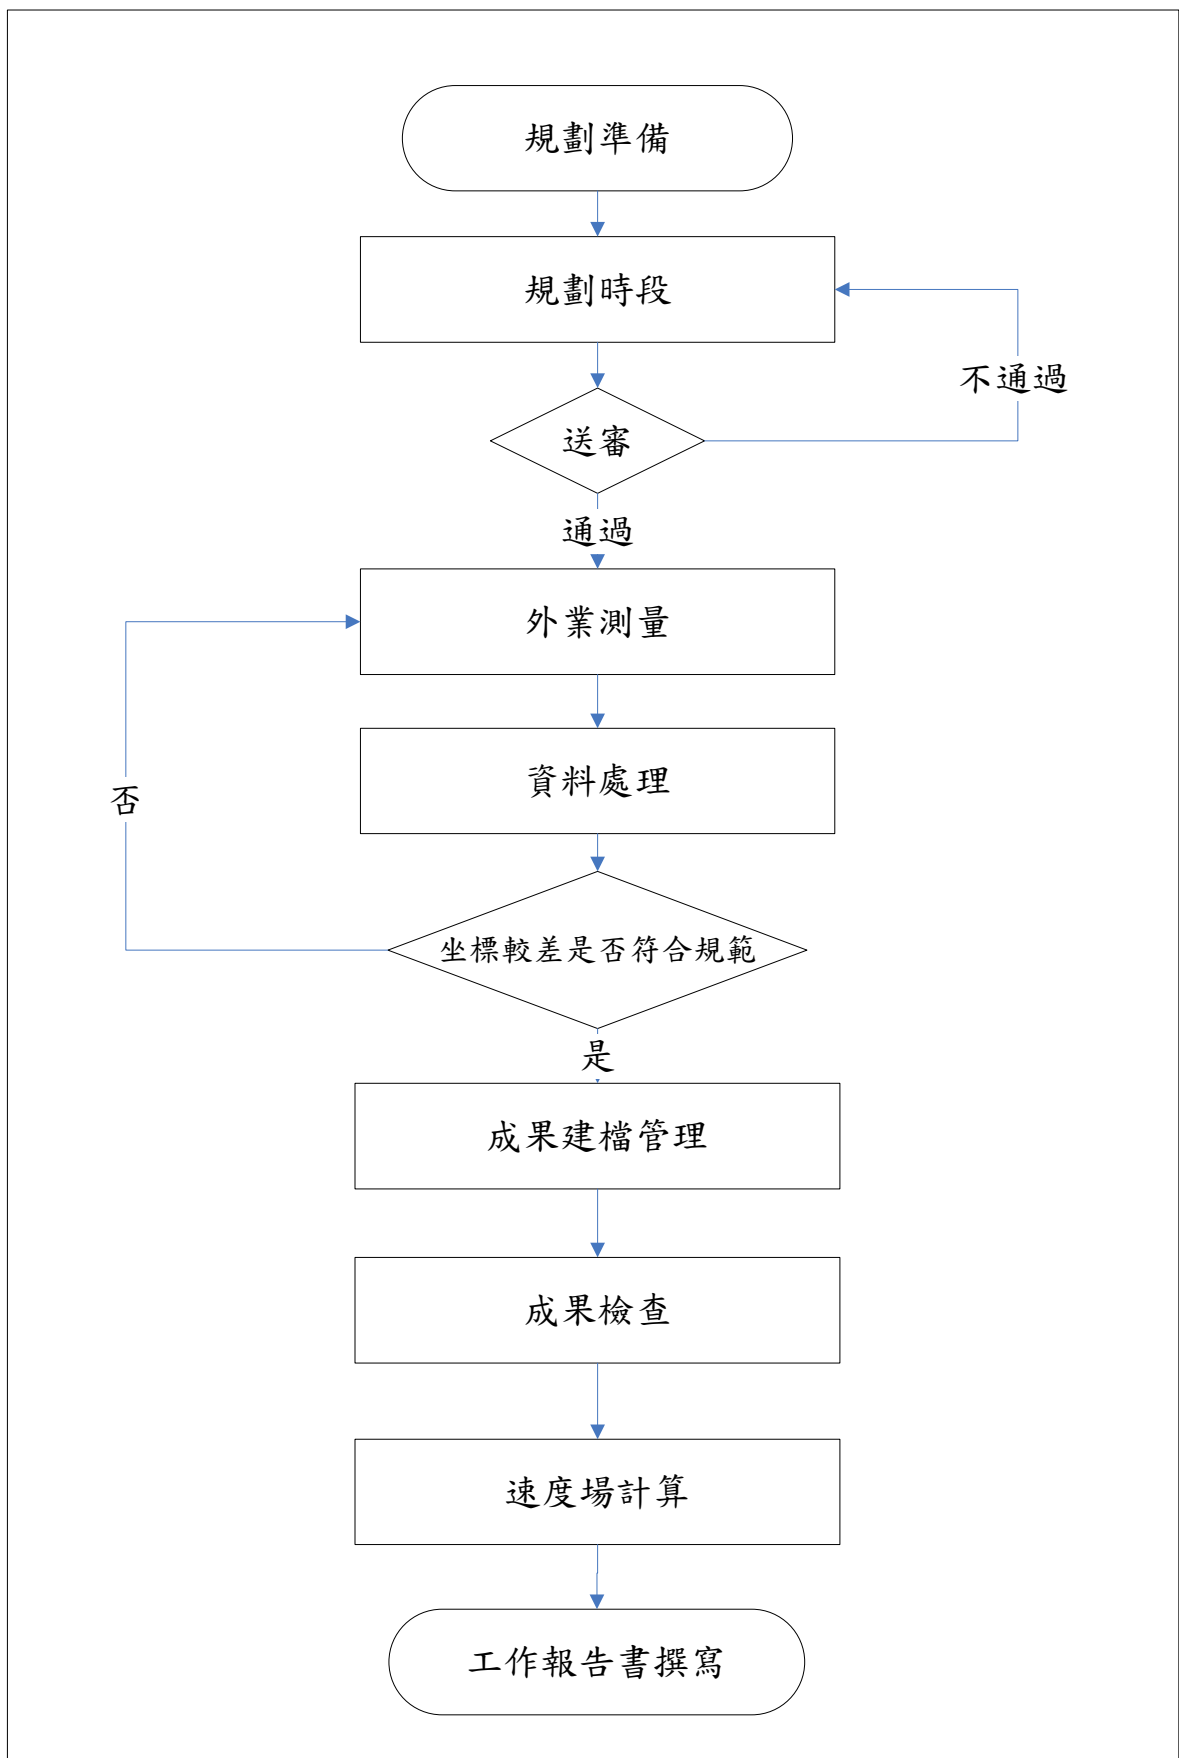 規劃準備
規劃時段
不通過
送審
通過
外業測量
資料處理
否
坐標較差是否符合規範
是
成果建檔管理
成果檢查
速度場計算
工作報告書撰寫